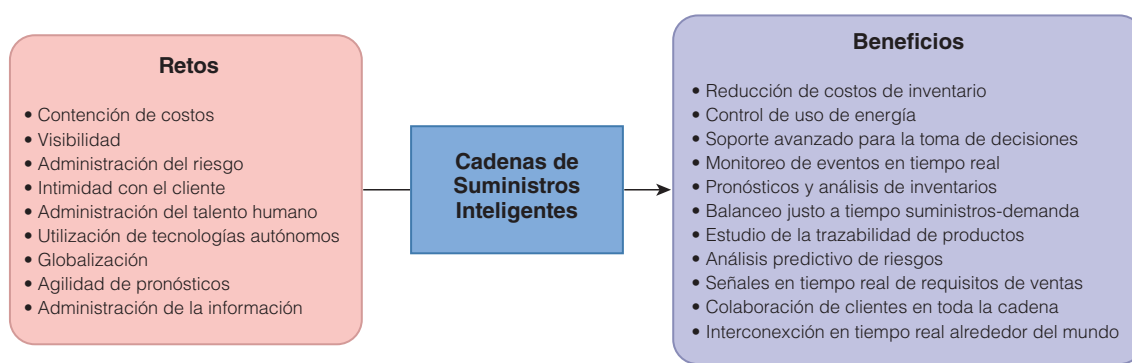 Retos
• Contención de costos
• Visibilidad
• Administración del riesgo
• Intimidad con el cliente
• Administración del talento humano
• Utilización de tecnologías autónomos
• Globalización
• Agilidad de pronósticos
• Administración de la información
Cadenas de
Suministros
Inteligentes
Beneficios
• Reducción de costos de inventario
• Control de uso de energía
• Soporte avanzado para la toma de decisiones
• Monitoreo de eventos en tiempo real
• Pronósticos y análisis de inventarios
• Balanceo justo a tiempo suministros-demanda
• Estudio de la trazabilidad de productos
• Análisis predictivo de riesgos
• Señales en tiempo real de requisitos de ventas
• Colaboración de clientes en toda la cadena
• Interconexción en tiempo real alrededor del mundo